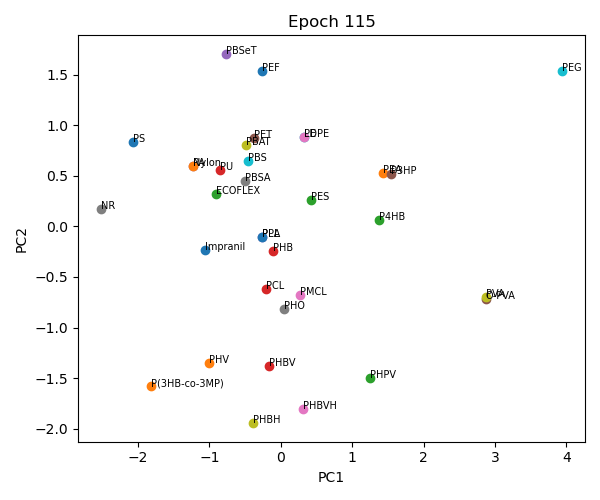 Epoch 115
PBSeT
PEF
PEG
PS
PET
PBAT
PE
LDPE
PBS
PA
Nylon
PU
PBSA
PEA
P3HP
ECOFLEX
PES
NR
P4HB
Impranil
PLA
PHB
PCL
PMCL
PHO
PVA
O-PVA
PHV
PHBV
PHPV
P(3HB-co-3MP)
PHBVH
PHBH
1.5
1.0
0.5
0.0
−0.5
−1.0
−1.5
−2.0
PC2
−2 −1 0 1 2 3 4
PC1